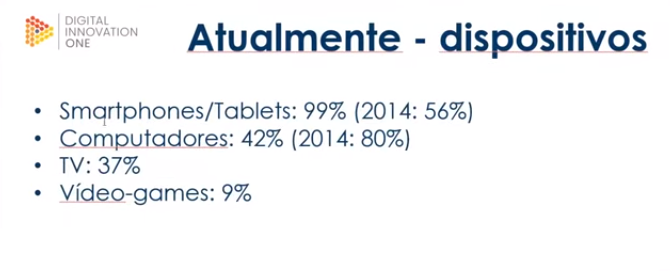 DIGITAL
INNOVATION
ONE
Atualmente - dispositivos
• Smartphones/Tablets: 99% (2014: 56%)
• Computadores: 42% (2014: 80%)
• TV: 37%
• Vídeo-games: 9%